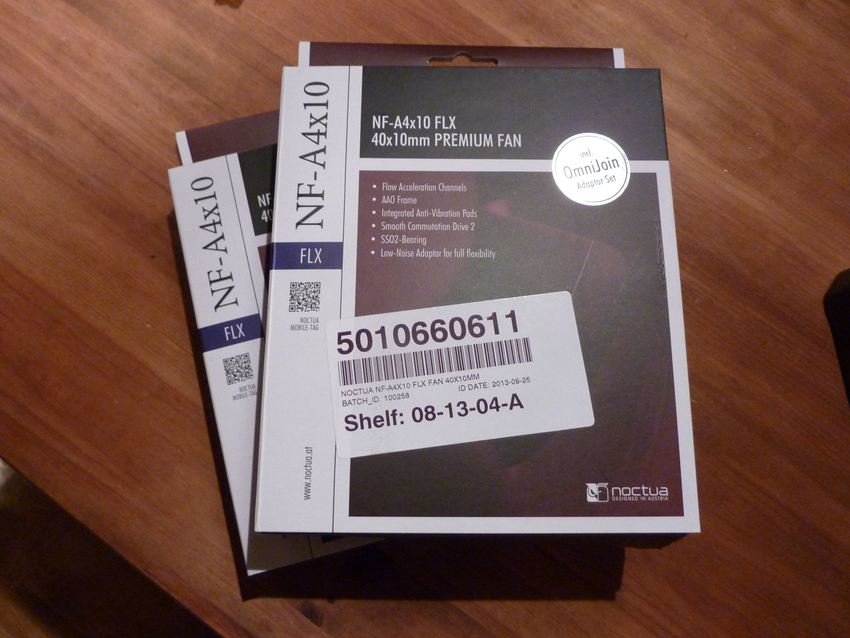 NF-A4x10
FLX
NOCTUA
MOBILE-TAG
www.noctua.at
NF-A4x10 FLX
40x10mm PREMIUM FAN
incl.
OmniJoin
Adaptor Set
• Flow Acceleration Channels
• AAO Frame
• Integrated Anti-Vibration Pads
• Smooth Commutation Drive 2
• SSO2-Bearing
• Low-Noise Adaptor for full flexibility
5010660611
NOCTUA NF-A4X10 FLX FAN 40X10MM
BATCH_ID: 100258 ID DATE: 2013-09-25
Shelf: 08-13-04-A
noctua
DESIGNED IN AUSTRIA
NF-A4x10
FLX
NOCTUA
MOBILE-TAG
NF
40